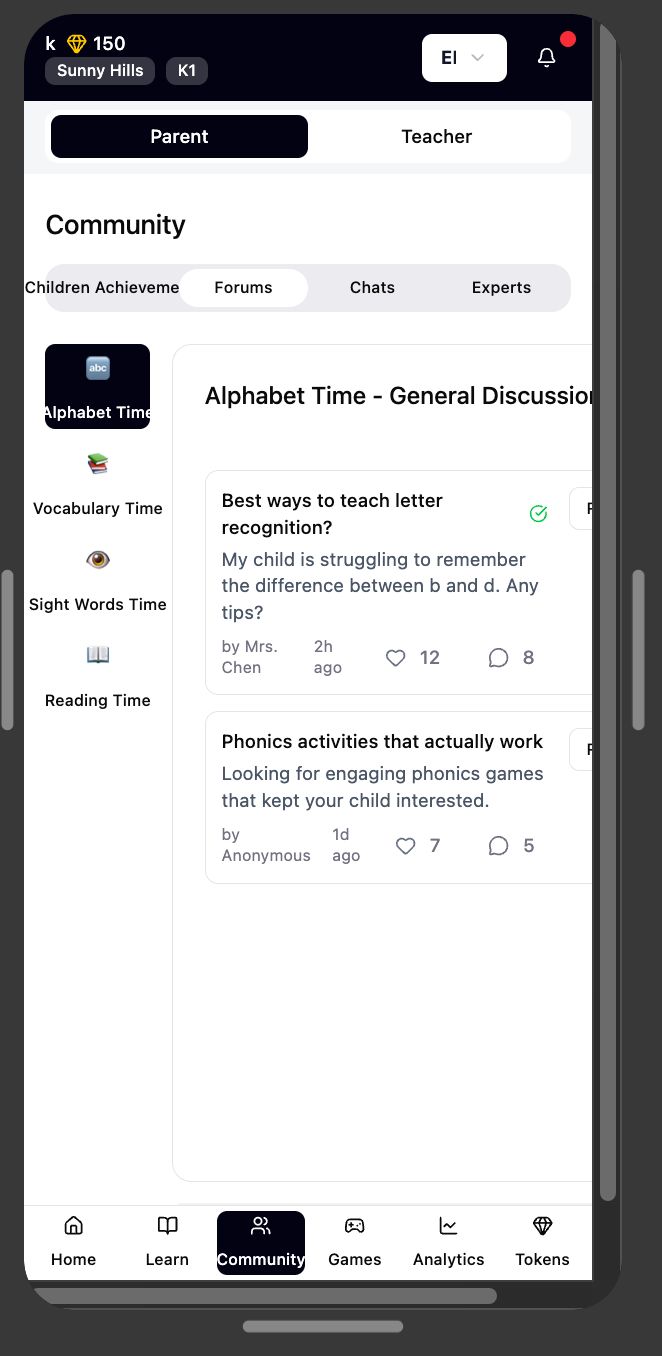 k 150
Sunny Hills K1
El
Parent Teacher
Community
Children Achieveme Forums Chats Experts
abc
Alphabet Time
Vocabulary Time
Sight Words Time
Reading Time
Alphabet Time - General Discussion
Best ways to teach letter
recognition?
My child is struggling to remember
the difference between b and d. Any
tips?
by Mrs.
Chen
2h
ago
12
8
Phonics activities that actually work
Looking for engaging phonics games
that kept your child interested.
by
Anonymous
1d
ago
7
5
Home Learn Community Games Analytics Tokens